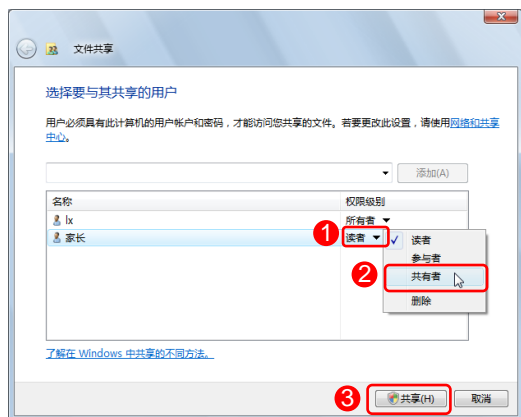 文件共享
选择要与其共享的用户
用户必须具有此计算机的用户帐户和密码，才能访问您共享的文件。若要更改此设置，请使用网络和共享
中心。
添加(A)
名称 权限级别
lx 所有者
家长 1 读者
读者
参与者
2 共有者
删除
了解在 Windows 中共享的不同方法。
3 共享(H) 取消